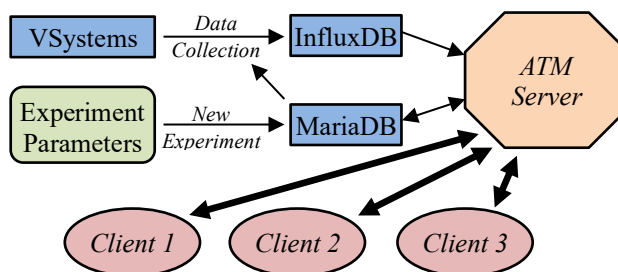 VSystems
Data
Collection
InfluxDB
ATM
Server
Experiment
Parameters
New
Experiment
MariaDB
Client 1
Client 2
Client 3